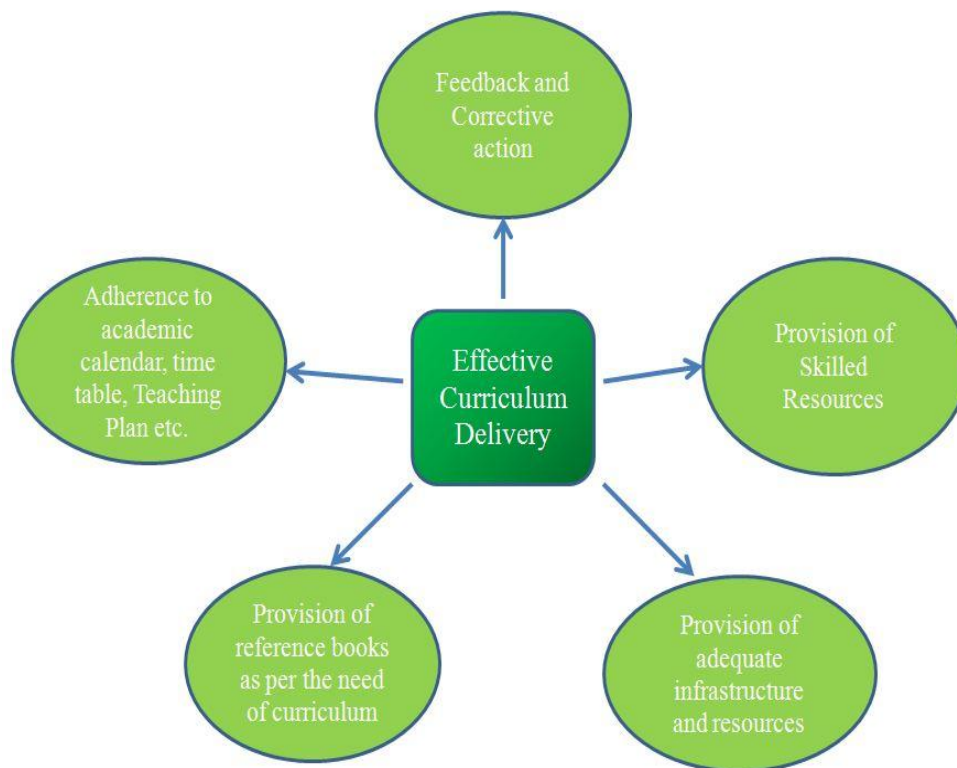 Feedback and
Corrective
action
Adherence to
academic
calendar, time
table, Teaching
Plan etc.
Effective
Curriculum
Delivery
Provision of
Skilled
Resources
Provision of
reference books
as per the need
of curriculum
Provision of
adequate
infrastructure
and resources